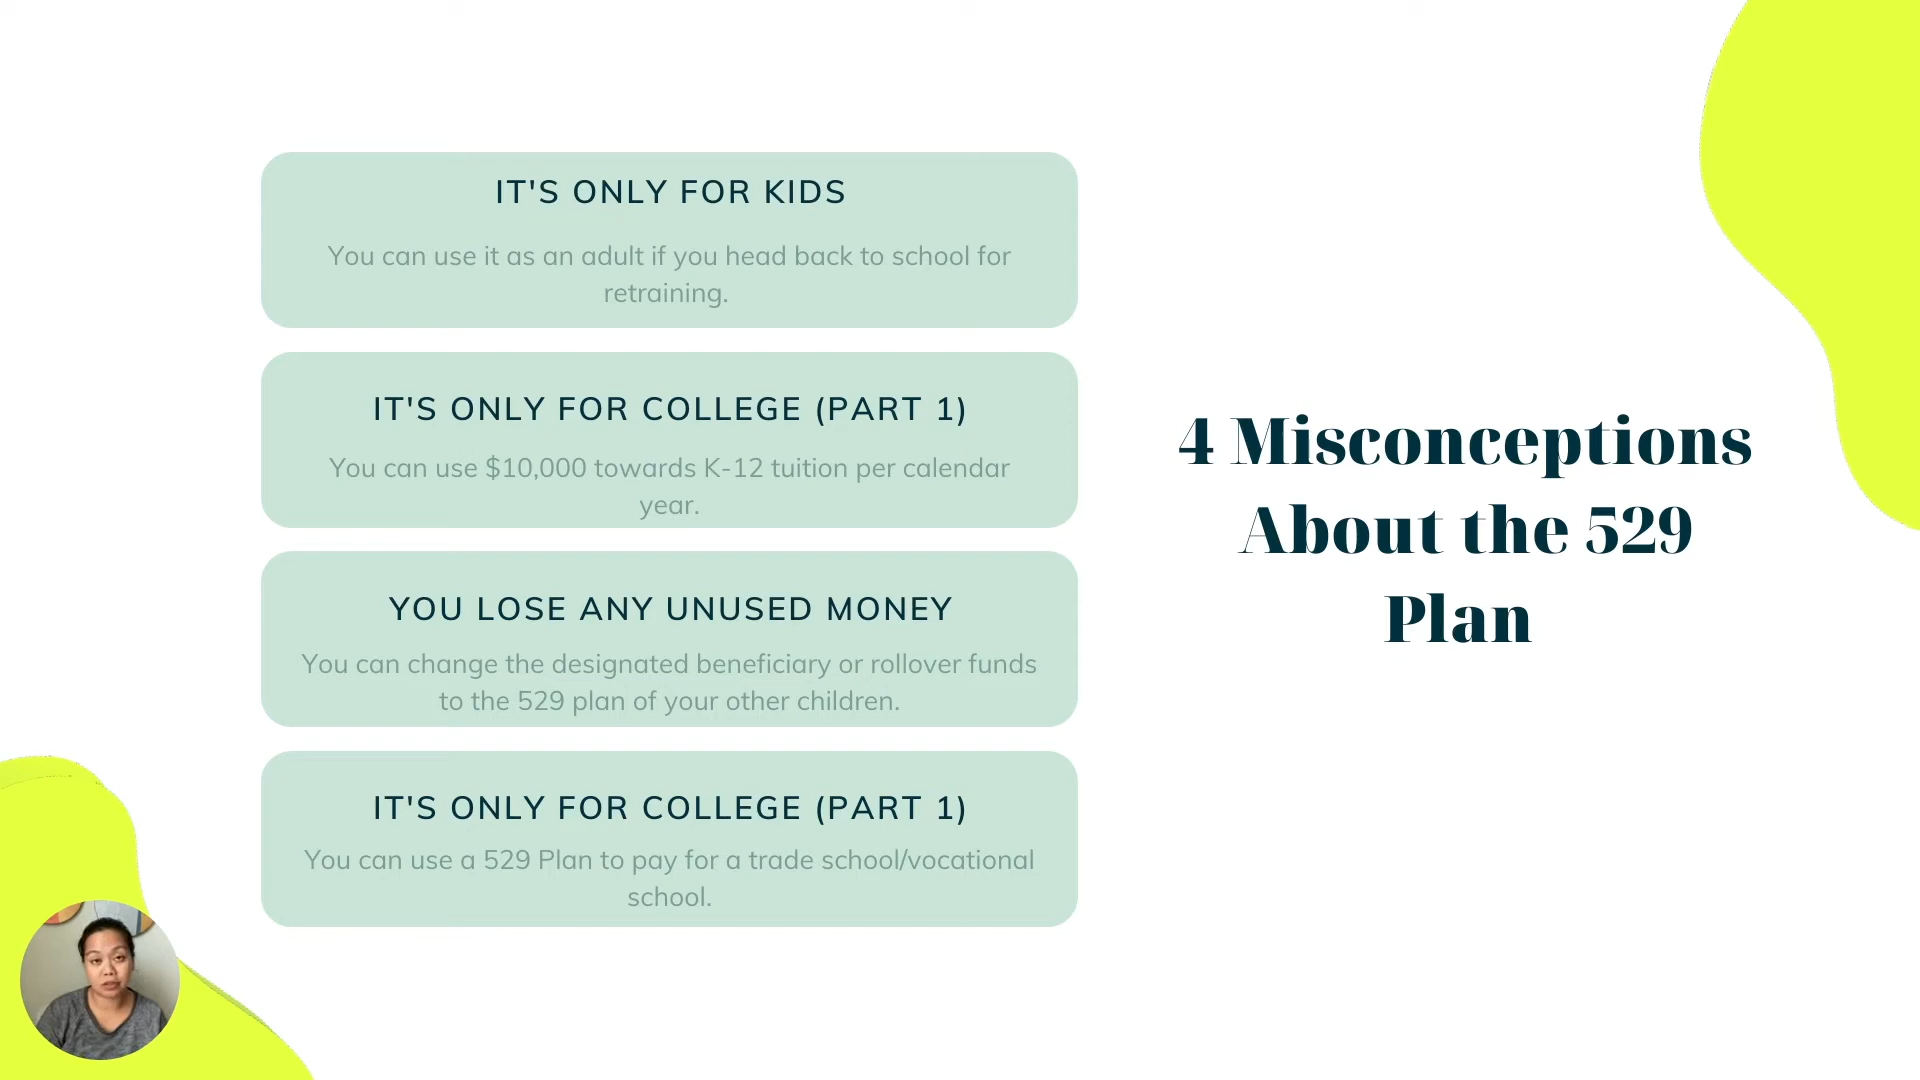 IT'S ONLY FOR KIDS
You can use it as an adult if you head back to school for
retraining.
IT'S ONLY FOR COLLEGE (PART 1)
You can use $10,000 towards K-12 tuition per calendar
year.
YOU LOSE ANY UNUSED MONEY
You can change the designated beneficiary or rollover funds
to the 529 plan of your other children.
IT'S ONLY FOR COLLEGE (PART 1)
You can use a 529 Plan to pay for a trade school/vocational
school.
4 Misconceptions
About the 529
Plan